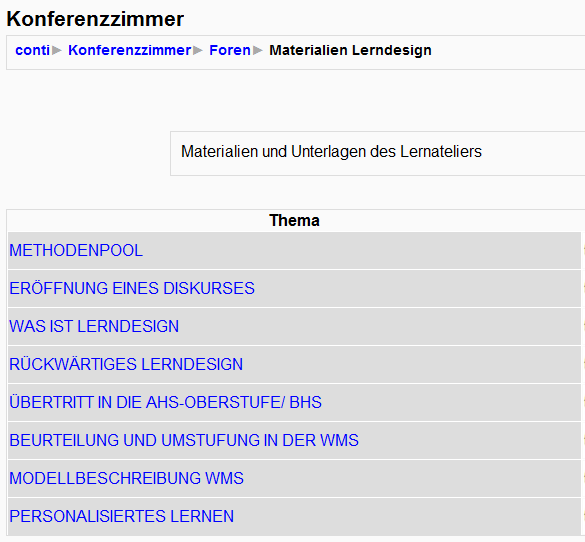 Konferenzzimmer
conti ► Konferenzzimmer ► Foren ► Materialien Lerndesign
Materialien und Unterlagen des Lernateliers
Thema
METHODENPOOL
ERÖFFNUNG EINES DISKURSES
WAS IST LERNDESIGN
RÜCKWÄRTIGES LERNDESIGN
ÜBERTRITT IN DIE AHS-OBERSTUFE/ BHS
BEURTEILUNG UND UMSTUFUNG IN DER WMS
MODELLBESCHREIBUNG WMS
PERSONALISIERTES LERNEN